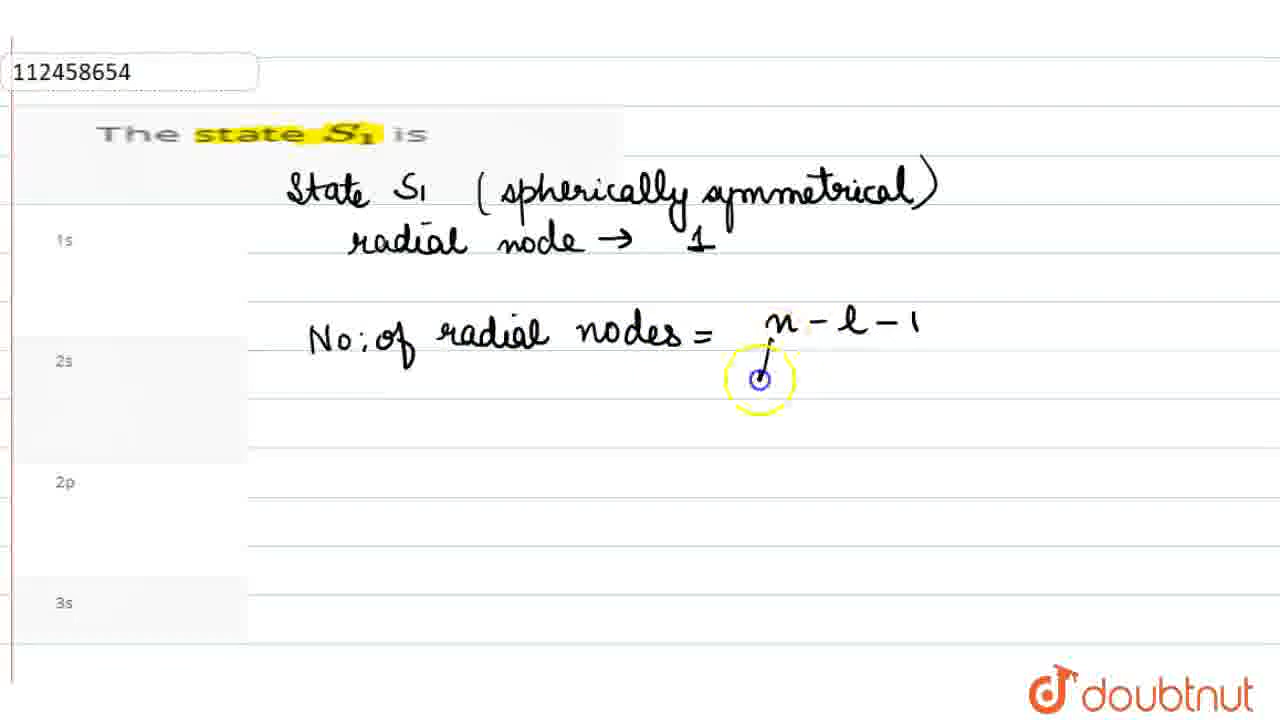 112458654
The state S₁ is
State S₁ (spherically symmetrical)
radial node → 1
1s
No: of radial nodes = n - l - 1
2s
2p
3s
doubtnut